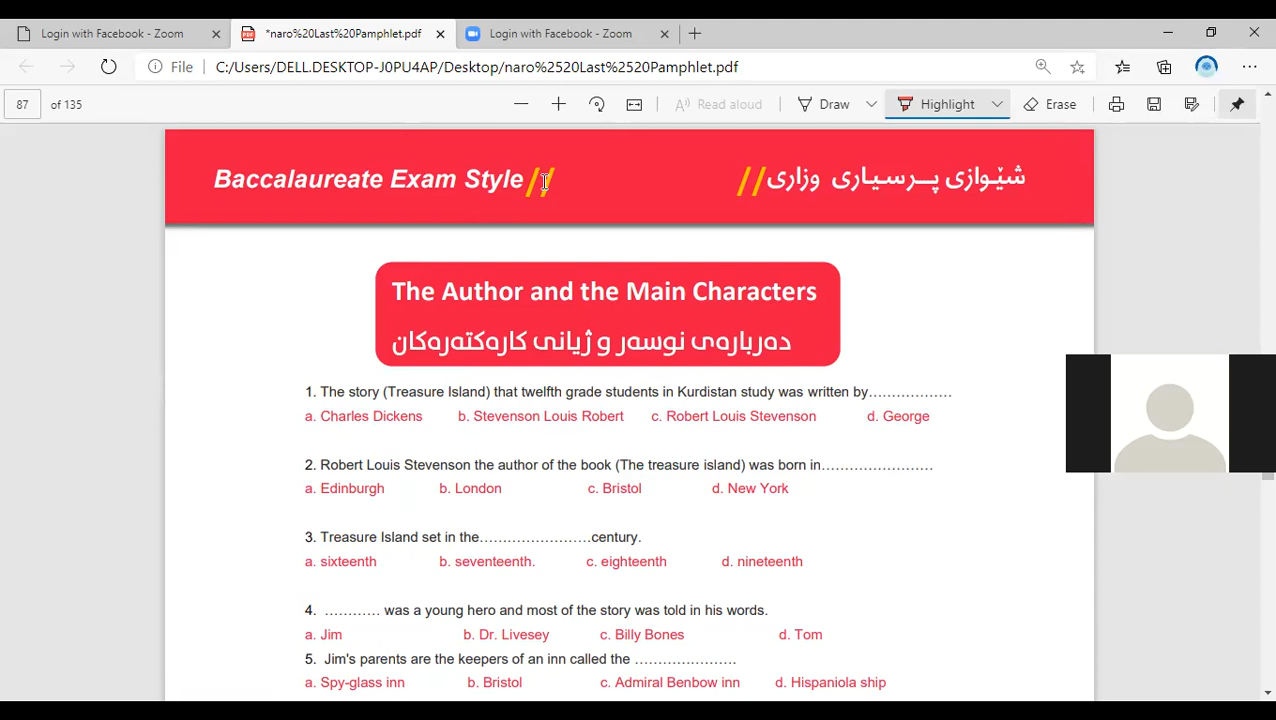 Login with Facebook - Zoom
*naro%20Last%20Pamphlet.pdf
Login with Facebook - Zoom
File
C:/Users/DELL.DESKTOP-J0PU4AP/Desktop/naro%2520Last%2520Pamphlet.pdf
87 of 135
Read aloud
Draw
Highlight
Erase
Baccalaureate Exam Style //
// شێوازی پرسیاری وزاری
The Author and the Main Characters
دەربارەی نوسەر و ژیانی کارەکتەرەکان
1. The story (Treasure Island) that twelfth grade students in Kurdistan study was written by………………
a. Charles Dickens b. Stevenson Louis Robert c. Robert Louis Stevenson d. George
2. Robert Louis Stevenson the author of the book (The treasure island) was born in……………………
a. Edinburgh b. London c. Bristol d. New York
3. Treasure Island set in the……………………century.
a. sixteenth b. seventeenth. c. eighteenth d. nineteenth
4. ………… was a young hero and most of the story was told in his words.
a. Jim b. Dr. Livesey c. Billy Bones d. Tom
5. Jim's parents are the keepers of an inn called the ………………….
a. Spy-glass inn b. Bristol c. Admiral Benbow inn d. Hispaniola ship